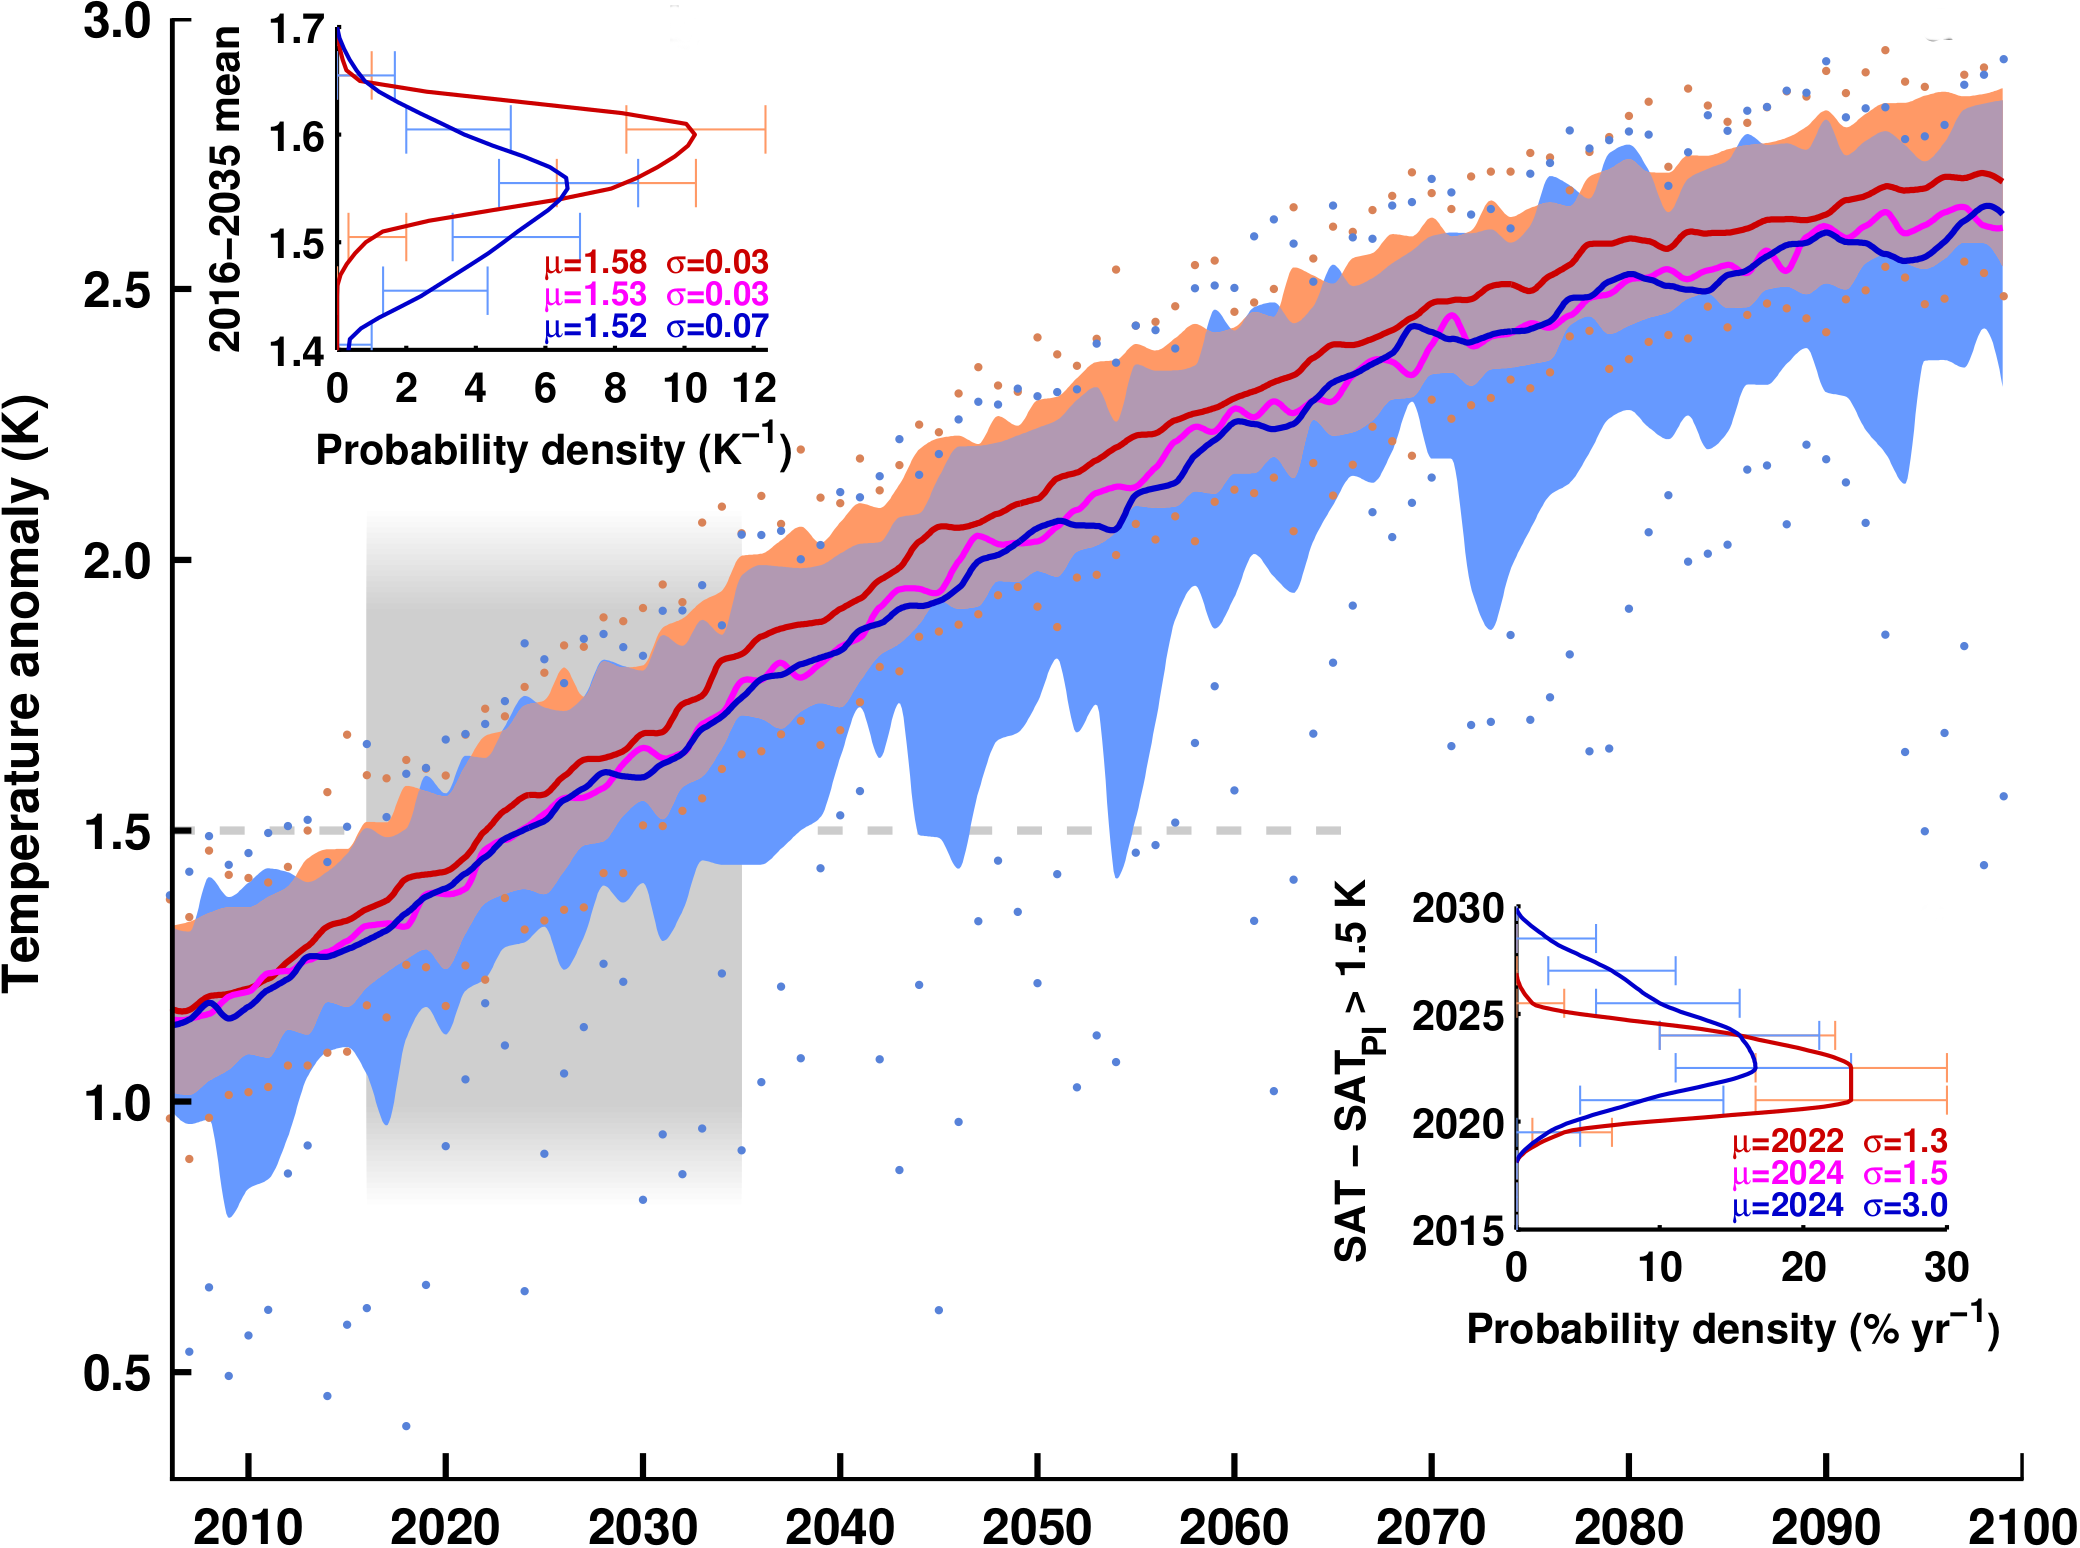 3.0
2.5
2.0
1.5
1.0
0.5
Temperature anomaly (K)
2010 2020 2030 2040 2050 2060 2070 2080 2090 2100
2016–2035 mean
1.7
1.6
1.5
1.4
μ=1.58 σ=0.03
μ=1.53 σ=0.03
μ=1.52 σ=0.07
0 2 4 6 8 10 12
Probability density (K⁻¹)
SAT – SAT_PI > 1.5 K
2030
2025
2020
2015
μ=2022 σ=1.3
μ=2024 σ=1.5
μ=2024 σ=3.0
0 10 20 30
Probability density (% yr⁻¹)